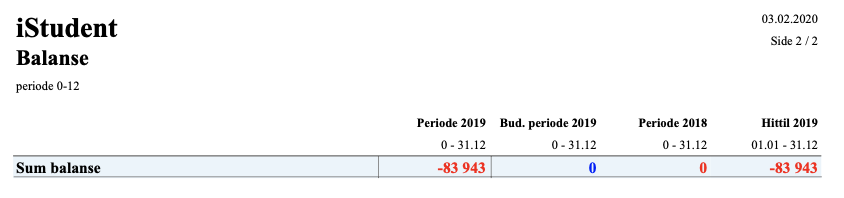 iStudent
03.02.2020
Balanse
Side 2 / 2
periode 0-12
Periode 2019 Bud. periode 2019 Periode 2018 Hittil 2019
0 - 31.12 0 - 31.12 0 - 31.12 01.01 - 31.12
Sum balanse -83 943 0 0 -83 943